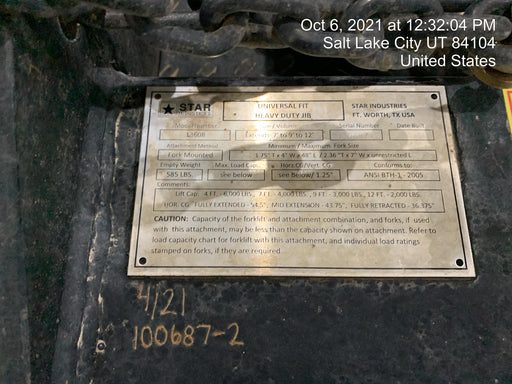 Oct 6, 2021 at 12:32:04 PM
Salt Lake City UT 84104
United States
STAR INDUSTRIES
UNIVERSAL FIT
HEAVY DUTY JIB
STAR INDUSTRIES
FT. WORTH, TX USA
Model Number Serial Number Date Built
7' to 9' to 12'
Attachment Method Minimum / Maximum Fork Size
Fork Mounted 1.75" T x 4" W x 48" L / 2.36 "T x 7" W x unrestricted L
Empty Weight Max. Load Cap. Horz.CG/Vert. CG Conforms to:
585 LBS. see below see Below/ 1.25" ANSI BTH-1 - 2005
Comments:
Lift Cap. 4 FT. - 6,000 LBS., 7 FT. - 4,000 LBS., 9 FT. - 3,000 LBS., 12 FT. - 2,000 LBS.
HOR. CG FULLY EXTENDED - 54.5", MID EXTENSION - 43.75", FULLY RETRACTED - 36.375"
CAUTION: Capacity of the forklift and attachment combination, and forks, if used
with this attachment, may be less than the capacity shown on attachment. Refer to
load capacity chart for forklift with this attachment, and individual load ratings
stamped on forks, if they are required
4/21
100687-2